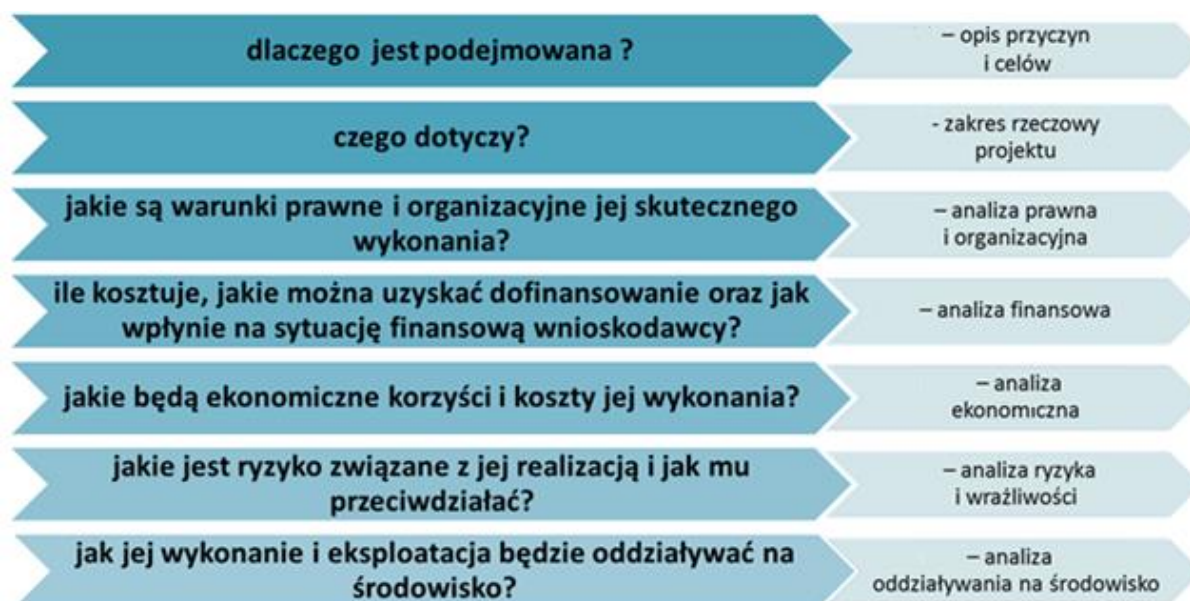 dlaczego jest podejmowana ?
– opis przyczyn
i celów
czego dotyczy?
- zakres rzeczowy
projektu
jakie są warunki prawne i organizacyjne jej skutecznego
wykonania?
– analiza prawna
i organizacyjna
ile kosztuje, jakie można uzyskać dofinansowanie oraz jak
wpłynie na sytuację finansową wnioskodawcy?
– analiza finansowa
jakie będą ekonomiczne korzyści i koszty jej wykonania?
– analiza
ekonomiczna
jakie jest ryzyko związane z jej realizacją i jak mu
przeciwdziałać?
– analiza ryzyka
i wrażliwości
jak jej wykonanie i eksploatacja będzie oddziaływać na
środowisko?
– analiza
oddziaływania na środowisko